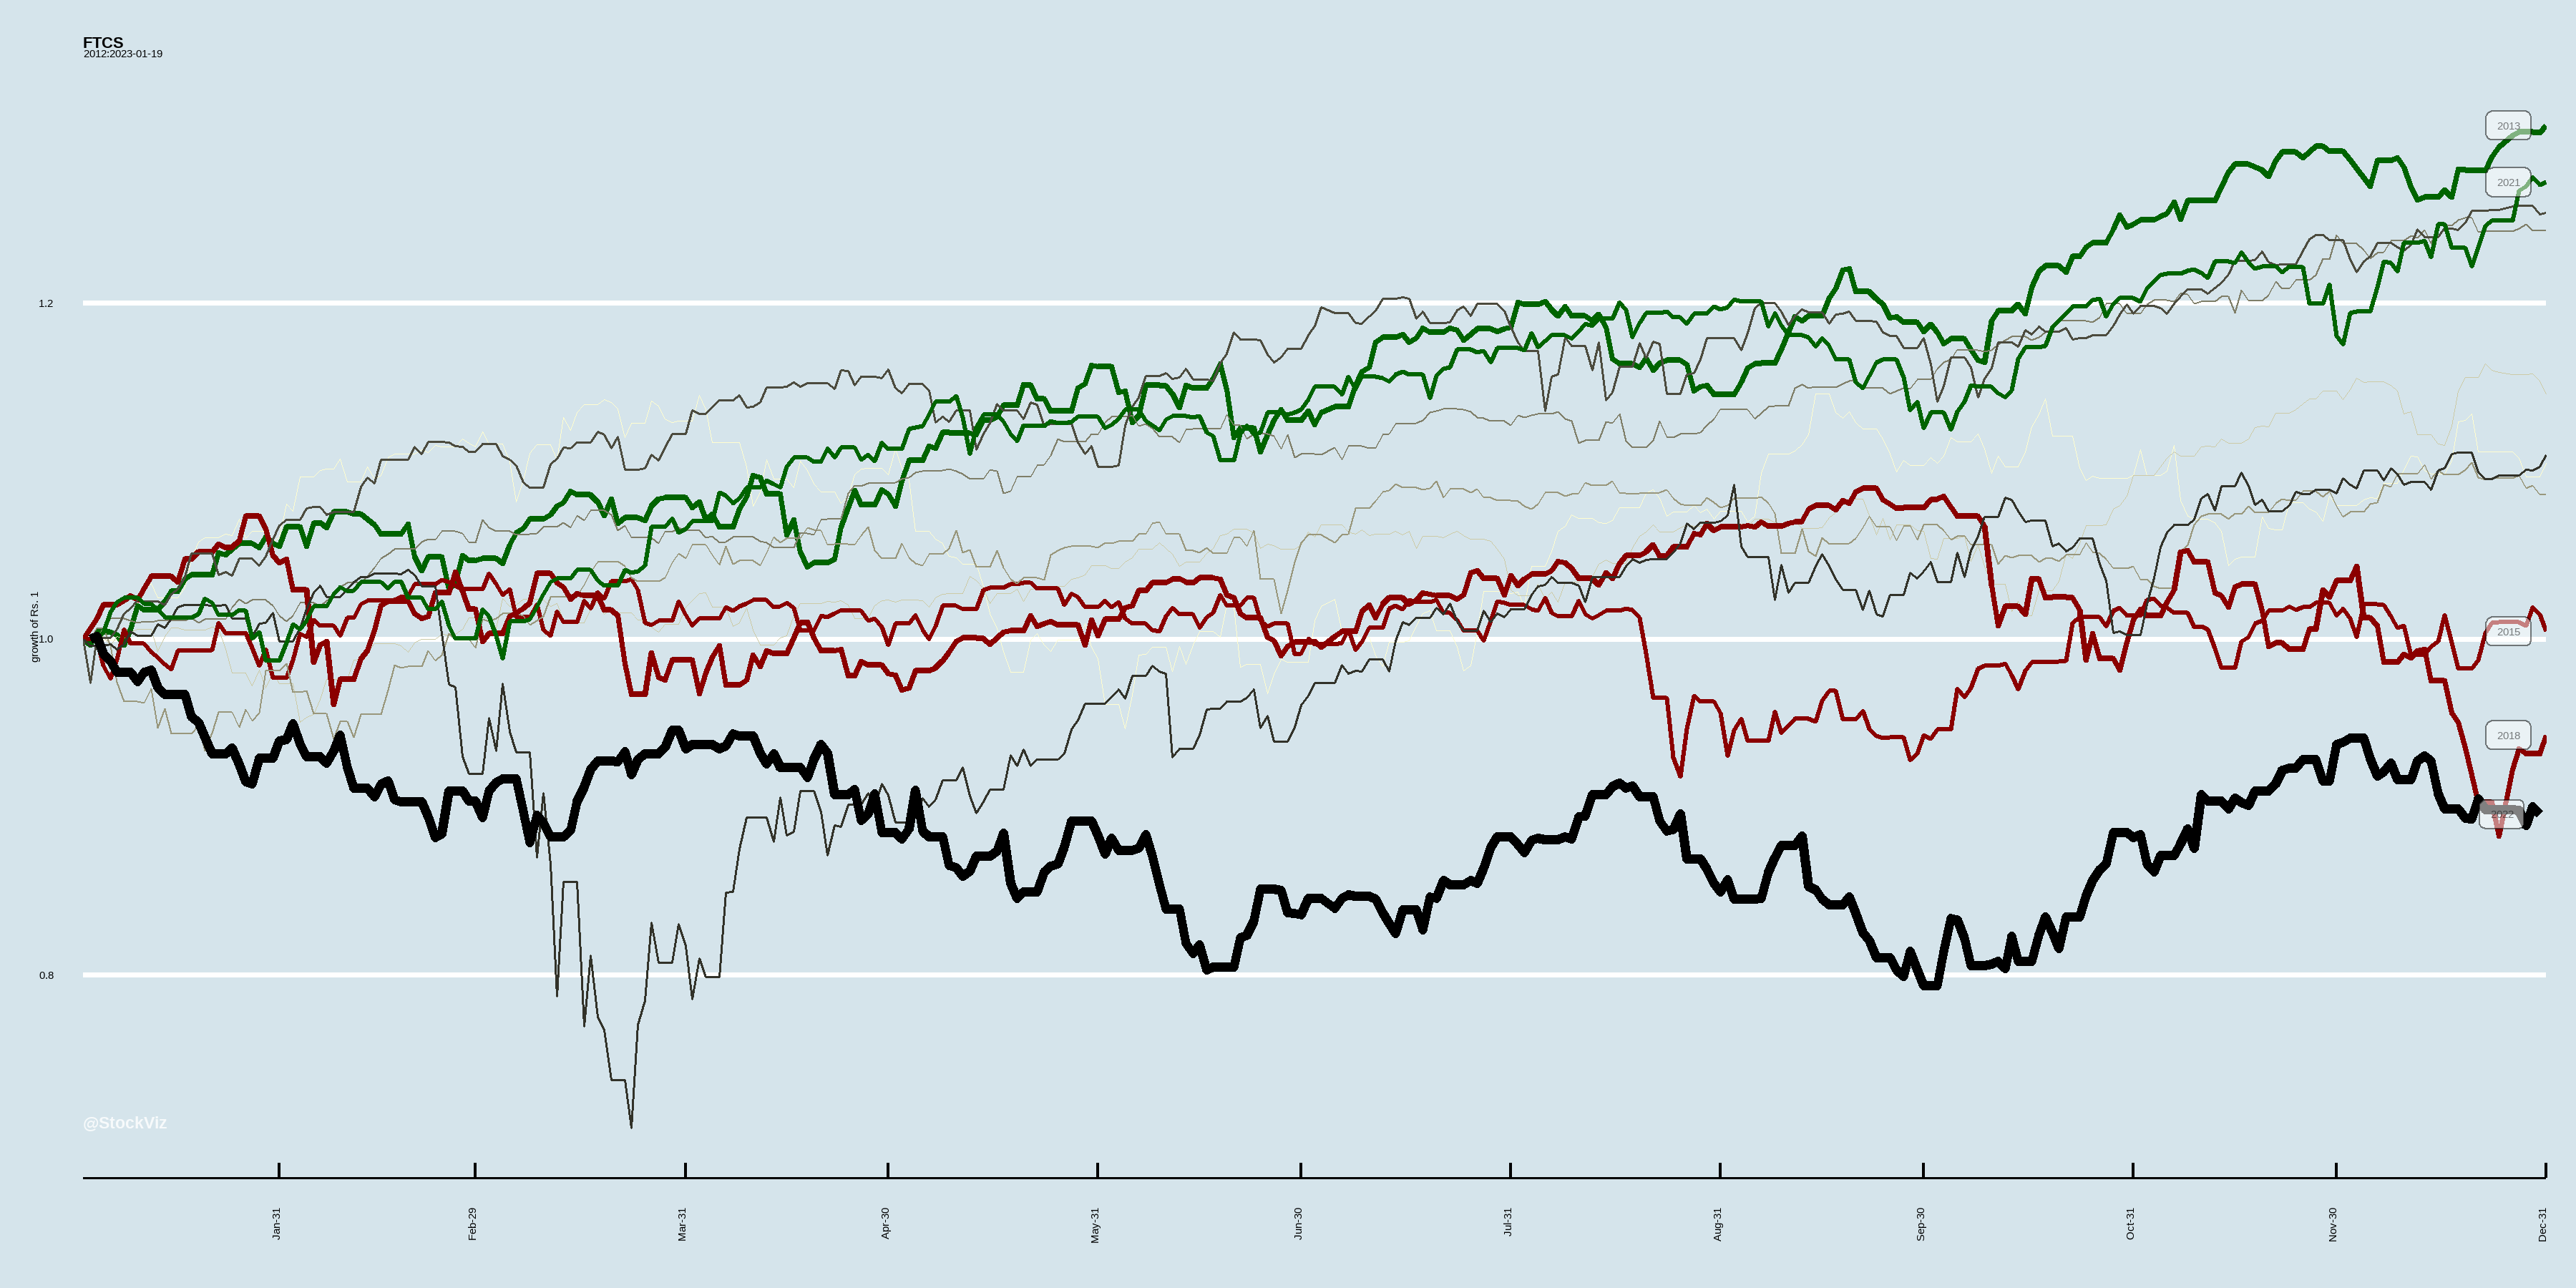 FTCS
2012:2023-01-19
2013
2021
1.2
growth of Rs. 1
1.0
2015
2018
2022
0.8
@StockViz
Jan-31
Feb-29
Mar-31
Apr-30
May-31
Jun-30
Jul-31
Aug-31
Sep-30
Oct-31
Nov-30
Dec-31